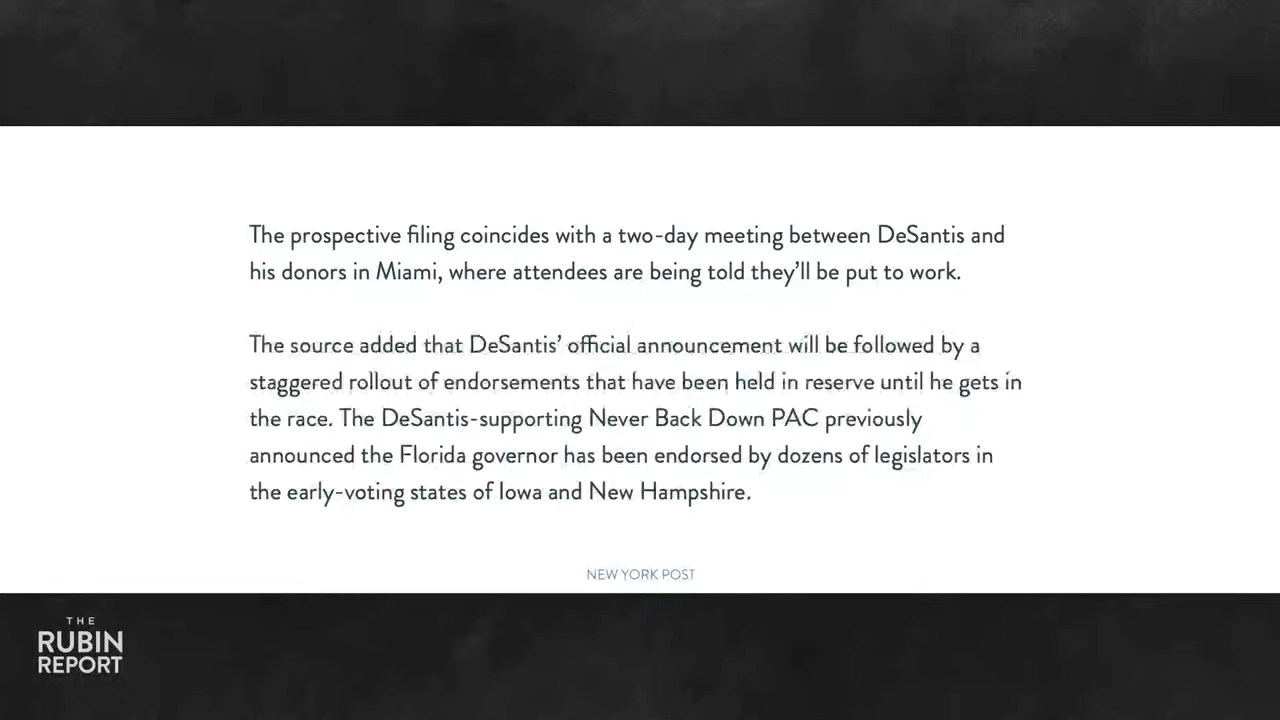 The prospective filing coincides with a two-day meeting between DeSantis and
his donors in Miami, where attendees are being told they’ll be put to work.
The source added that DeSantis’ official announcement will be followed by a
staggered rollout of endorsements that have been held in reserve until he gets in
the race. The DeSantis-supporting Never Back Down PAC previously
announced the Florida governor has been endorsed by dozens of legislators in
the early-voting states of Iowa and New Hampshire.
NEW YORK POST
THE
RUBIN
REPORT